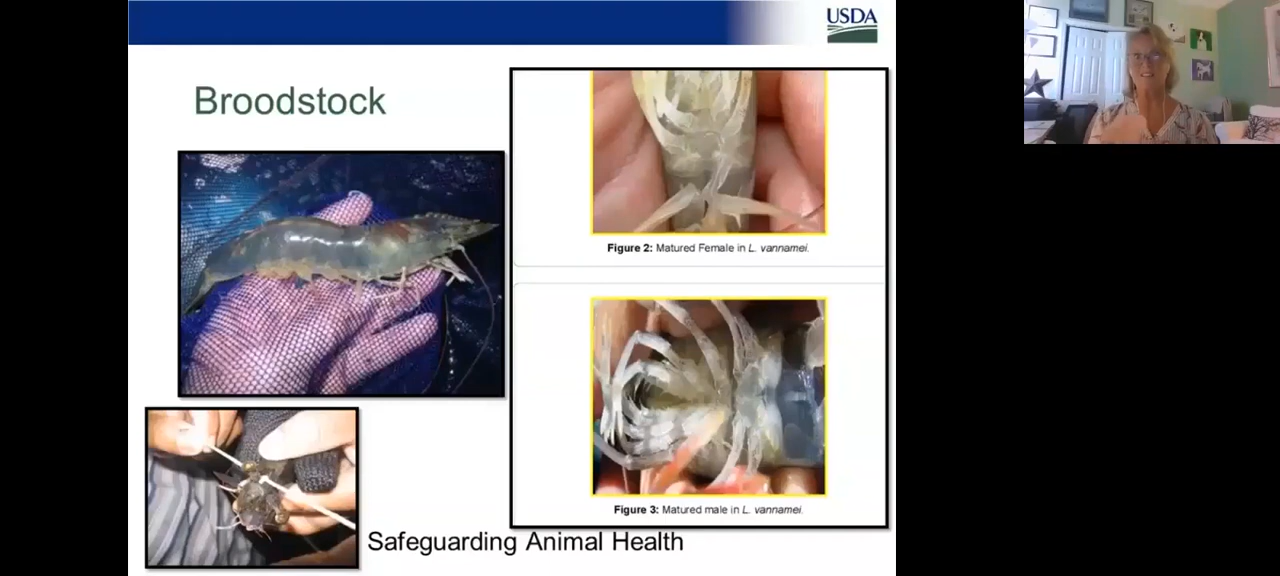 USDA
Broodstock
Figure 2: Matured Female in L. vannamei.
Figure 3: Matured male in L. vannamei.
Safeguarding Animal Health